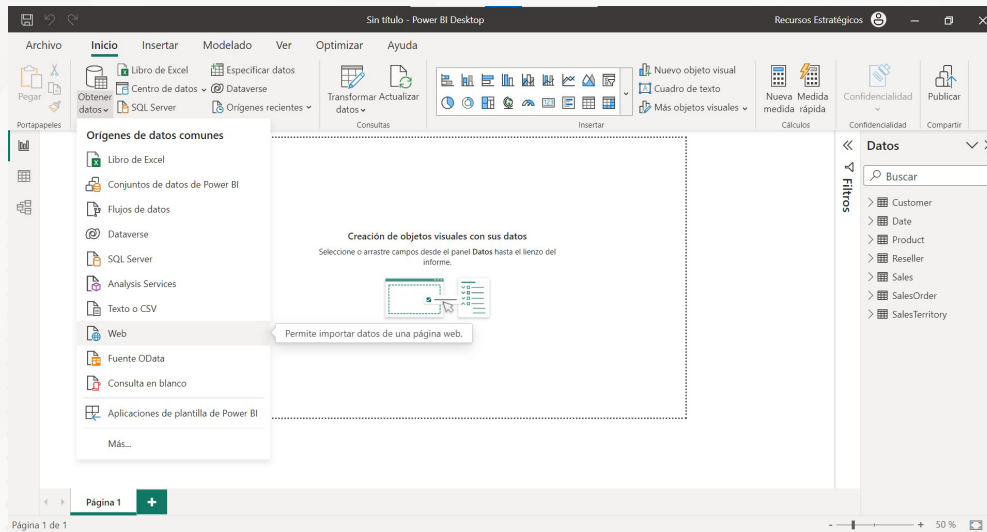 Sin título - Power BI Desktop
Recursos Estratégicos
Archivo Inicio Insertar Modelado Ver Optimizar Ayuda
Pegar
Portapapeles
Obtener datos
Libro de Excel
Centro de datos
SQL Server
Especificar datos
Dataverse
Orígenes recientes
Transformar datos
Actualizar
Consultas
Nuevo objeto visual
Cuadro de texto
Más objetos visuales
Insertar
Nueva medida
Medida rápida
Cálculos
Confidencialidad
Confidencialidad
Publicar
Compartir
Orígenes de datos comunes
Libro de Excel
Conjuntos de datos de Power BI
Flujos de datos
Dataverse
SQL Server
Analysis Services
Texto o CSV
Web
Permite importar datos de una página web.
Fuente OData
Consulta en blanco
Aplicaciones de plantilla de Power BI
Más...
Creación de objetos visuales con sus datos
Seleccione o arrastre campos desde el panel Datos hasta el lienzo del
informe.
Filtros
Datos
Buscar
Customer
Date
Product
Reseller
Sales
SalesOrder
SalesTerritory
Página 1
Página 1 de 1
50 %